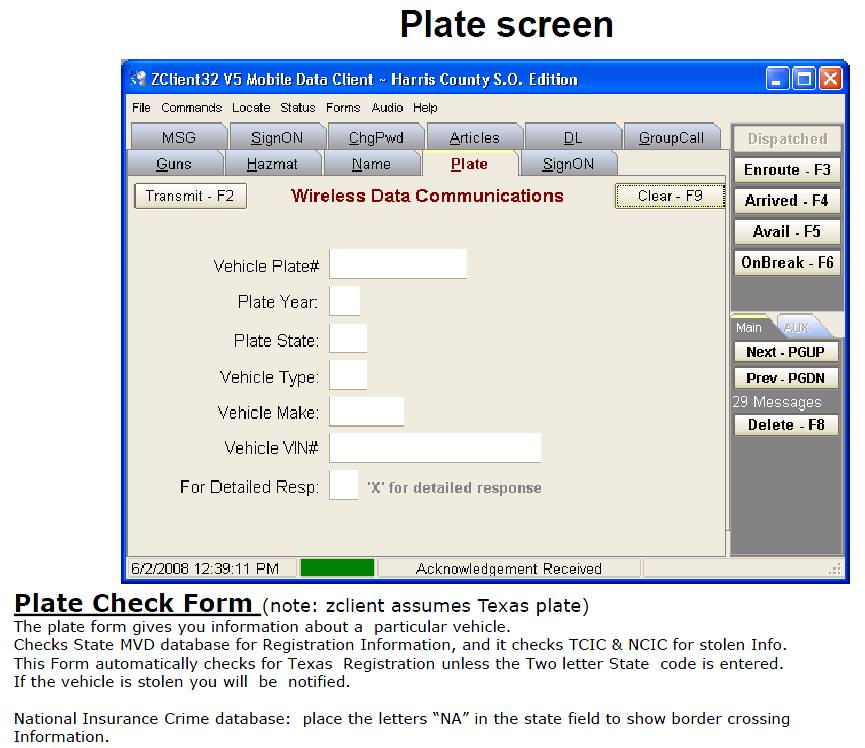 Plate screen
ZClient32 V5 Mobile Data Client ~ Harris County S.O. Edition
File Commands Locate Status Forms Audio Help
MSG SignON ChgPwd Articles DL GroupCall
Guns Hazmat Name Plate SignON
Transmit - F2 Wireless Data Communications Clear - F9
Dispatched
Enroute - F3
Arrived - F4
Avail - F5
OnBreak - F6
Vehicle Plate#
Plate Year:
Plate State:
Vehicle Type:
Vehicle Make:
Vehicle VIN#
For Detailed Resp: 'X' for detailed response
Main AUX
Next - PGUP
Prev - PGDN
29 Messages
Delete - F8
6/2/2008 12:39:11 PM Acknowledgement Received
Plate Check Form (note: zclient assumes Texas plate)
The plate form gives you information about a particular vehicle.
Checks State MVD database for Registration Information, and it checks TCIC & NCIC for stolen Info.
This Form automatically checks for Texas Registration unless the Two letter State code is entered.
If the vehicle is stolen you will be notified.
National Insurance Crime database: place the letters “NA” in the state field to show border crossing
Information.